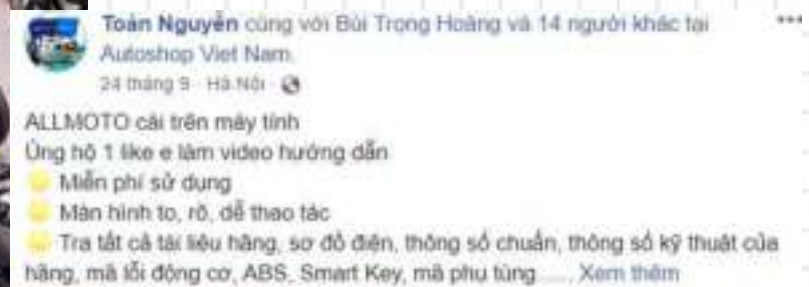 Toản Nguyễn cùng với Bùi Trọng Hoàng và 14 người khác tại
Autoshop Viet Nam.
24 tháng 9 · Hà Nội ·
ALLMOTO cài trên máy tính
Ủng hộ 1 like e làm video hướng dẫn
Miễn phí sử dụng
Màn hình to, rõ, dễ thao tác
Tra tất cả tài liệu hãng, sơ đồ điện, thông số chuẩn, thông số kỹ thuật của
hãng, mã lỗi động cơ, ABS, Smart Key, mã phụ tùng...... Xem thêm